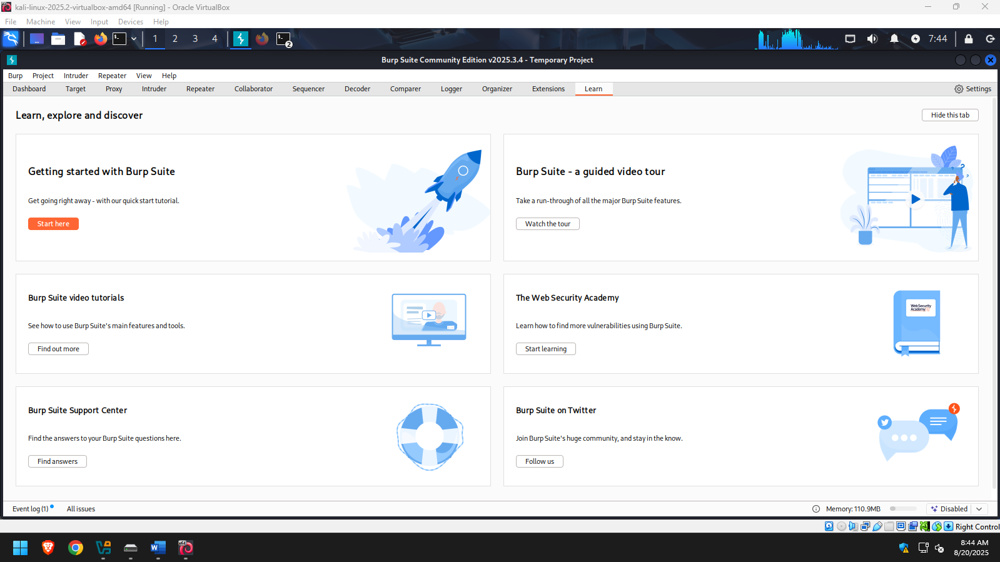 kali-linux-2025.2-virtualbox-amd64 [Running] - Oracle VirtualBox
File Machine View Input Devices Help
1 2 3 4 2 7:44
Burp Suite Community Edition v2025.3.4 - Temporary Project
Burp Project Intruder Repeater View Help
Dashboard Target Proxy Intruder Repeater Collaborator Sequencer Decoder Comparer Logger Organizer Extensions Learn Settings
Learn, explore and discover
Hide this tab
Getting started with Burp Suite
Get going right away - with our quick start tutorial.
Start here
Burp Suite - a guided video tour
Take a run-through of all the major Burp Suite features.
Watch the tour
Burp Suite video tutorials
See how to use Burp Suite's main features and tools.
Find out more
The Web Security Academy
Learn how to find more vulnerabilities using Burp Suite.
Start learning
WebSecurity
Academy
Burp Suite Support Center
Find the answers to your Burp Suite questions here.
Find answers
Burp Suite on Twitter
Join Burp Suite's huge community, and stay in the know.
Follow us
Event log (1) All issues Memory: 110.9MB Disabled
Right Control
8:44 AM
8/20/2025